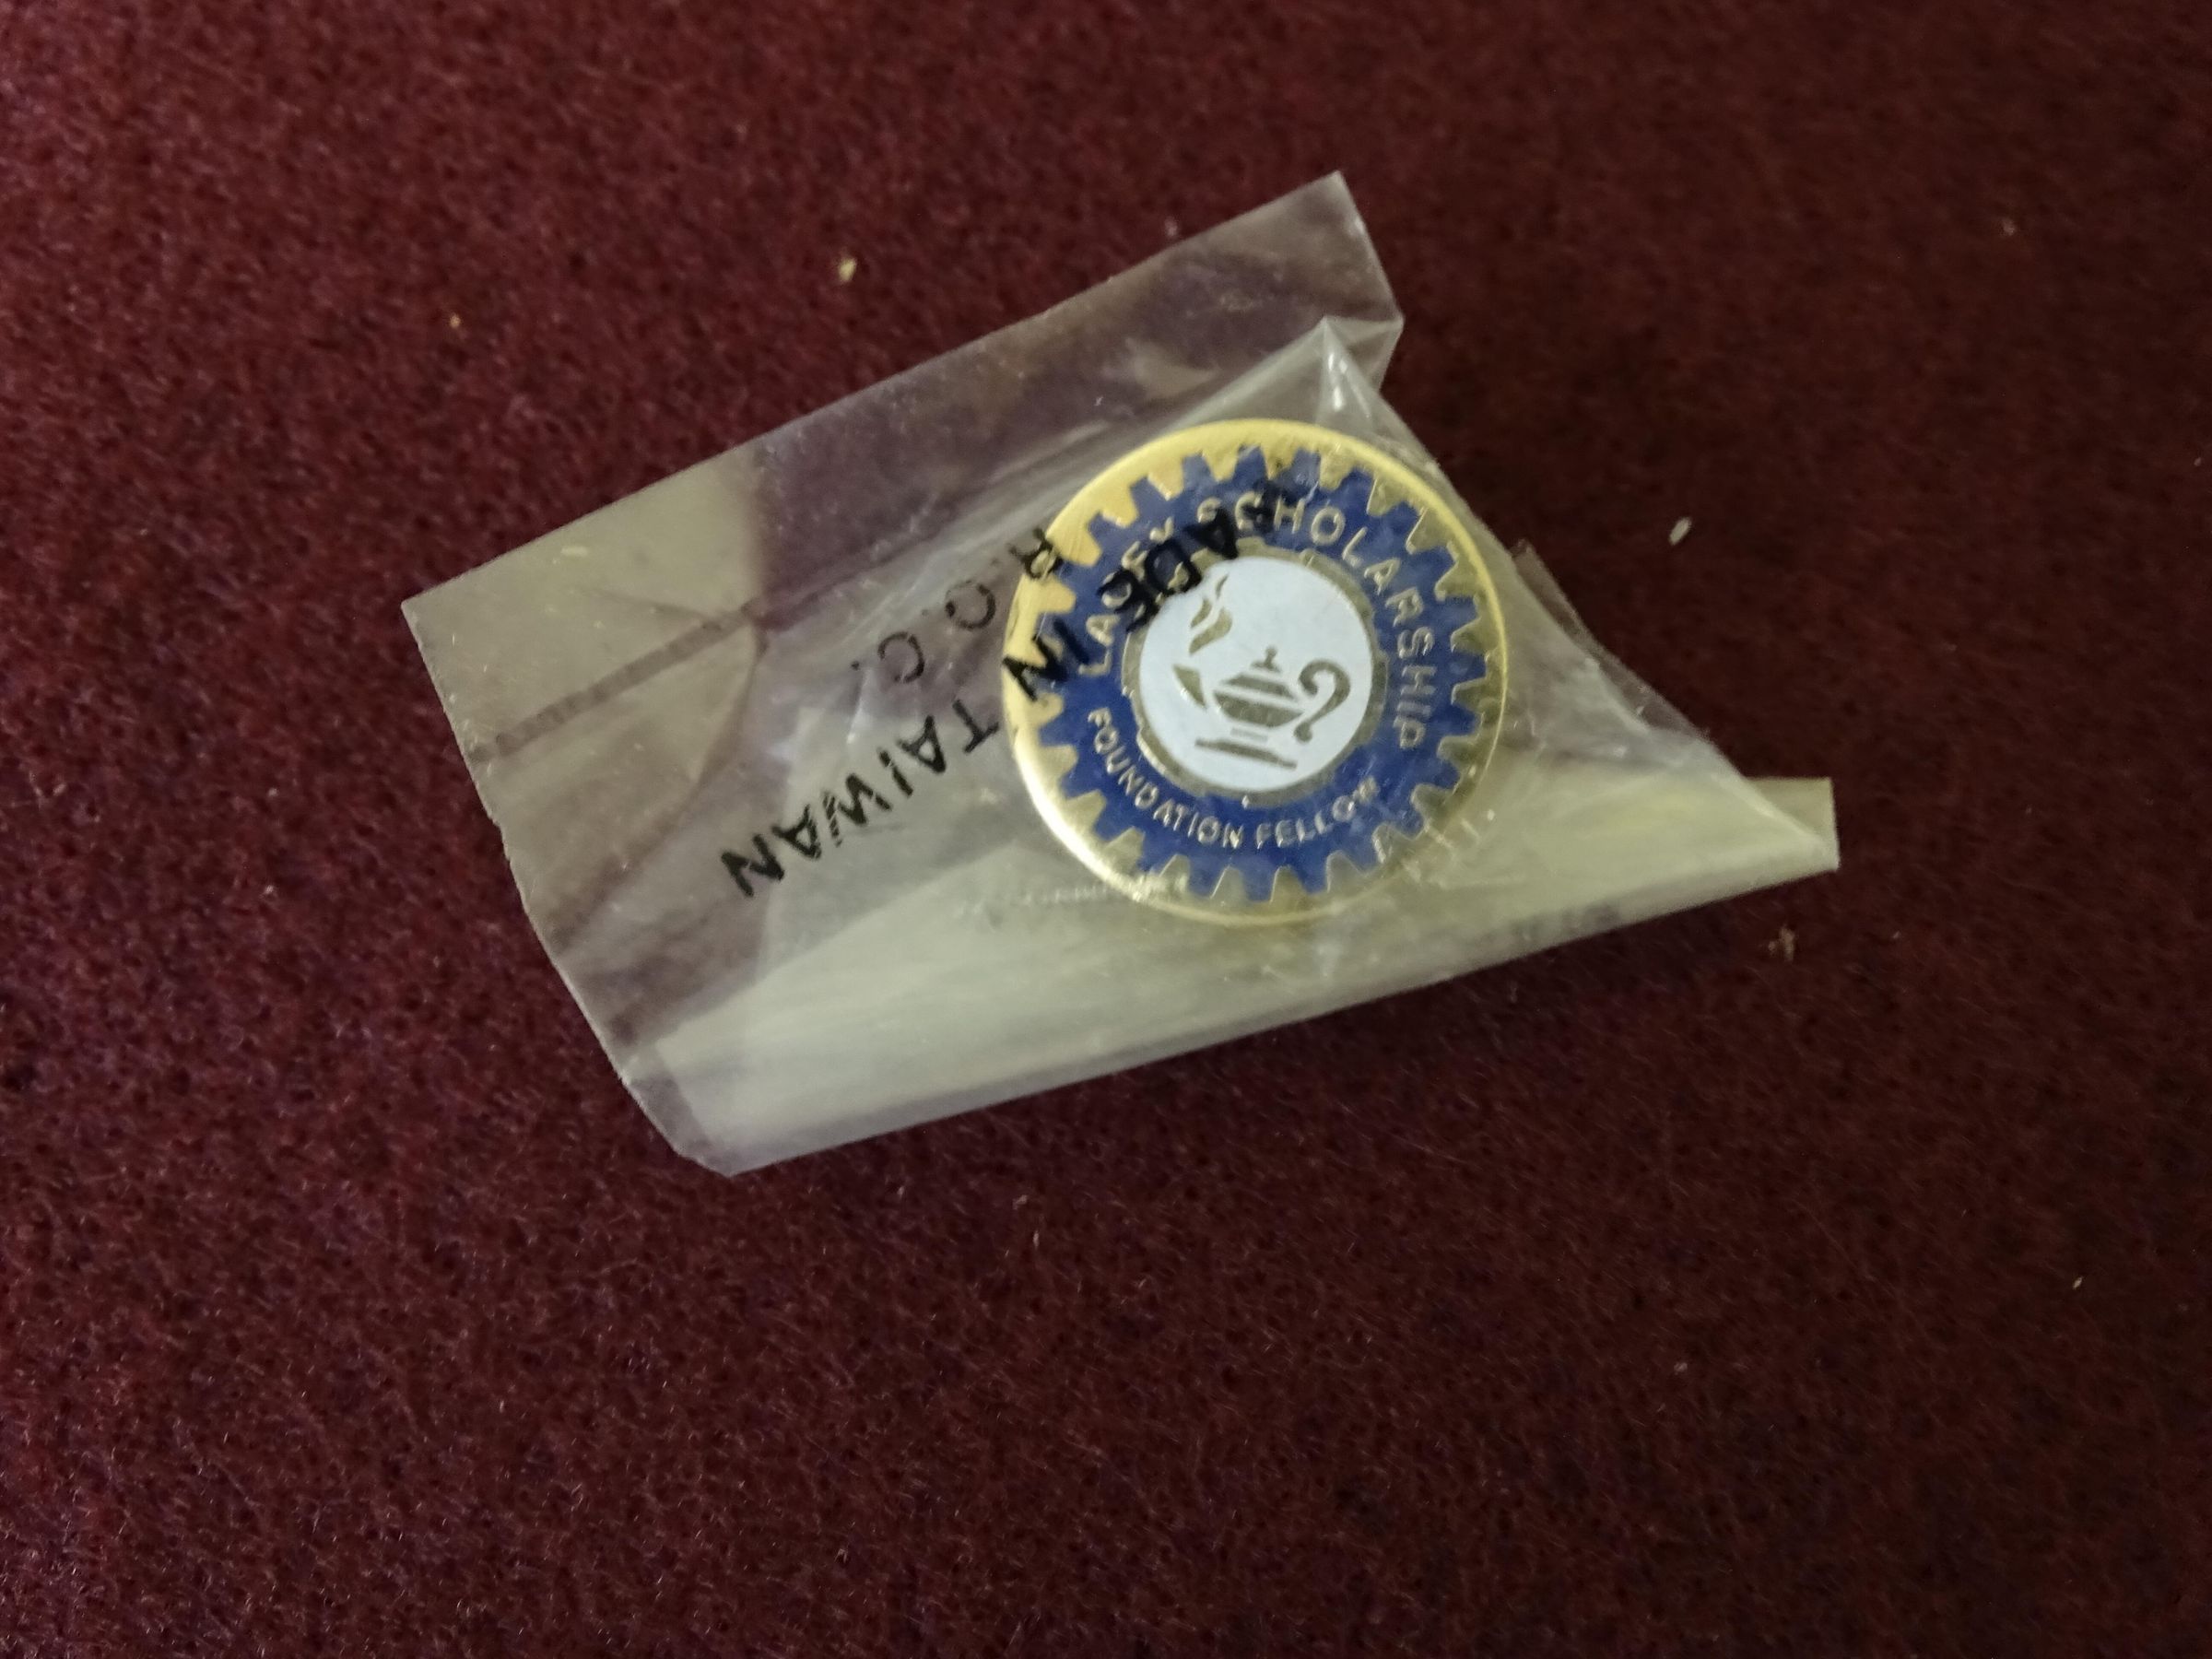 SCHOLARSHIP
FOUNDATION FELLOW
MADE IN TAIWAN
R.O.C.